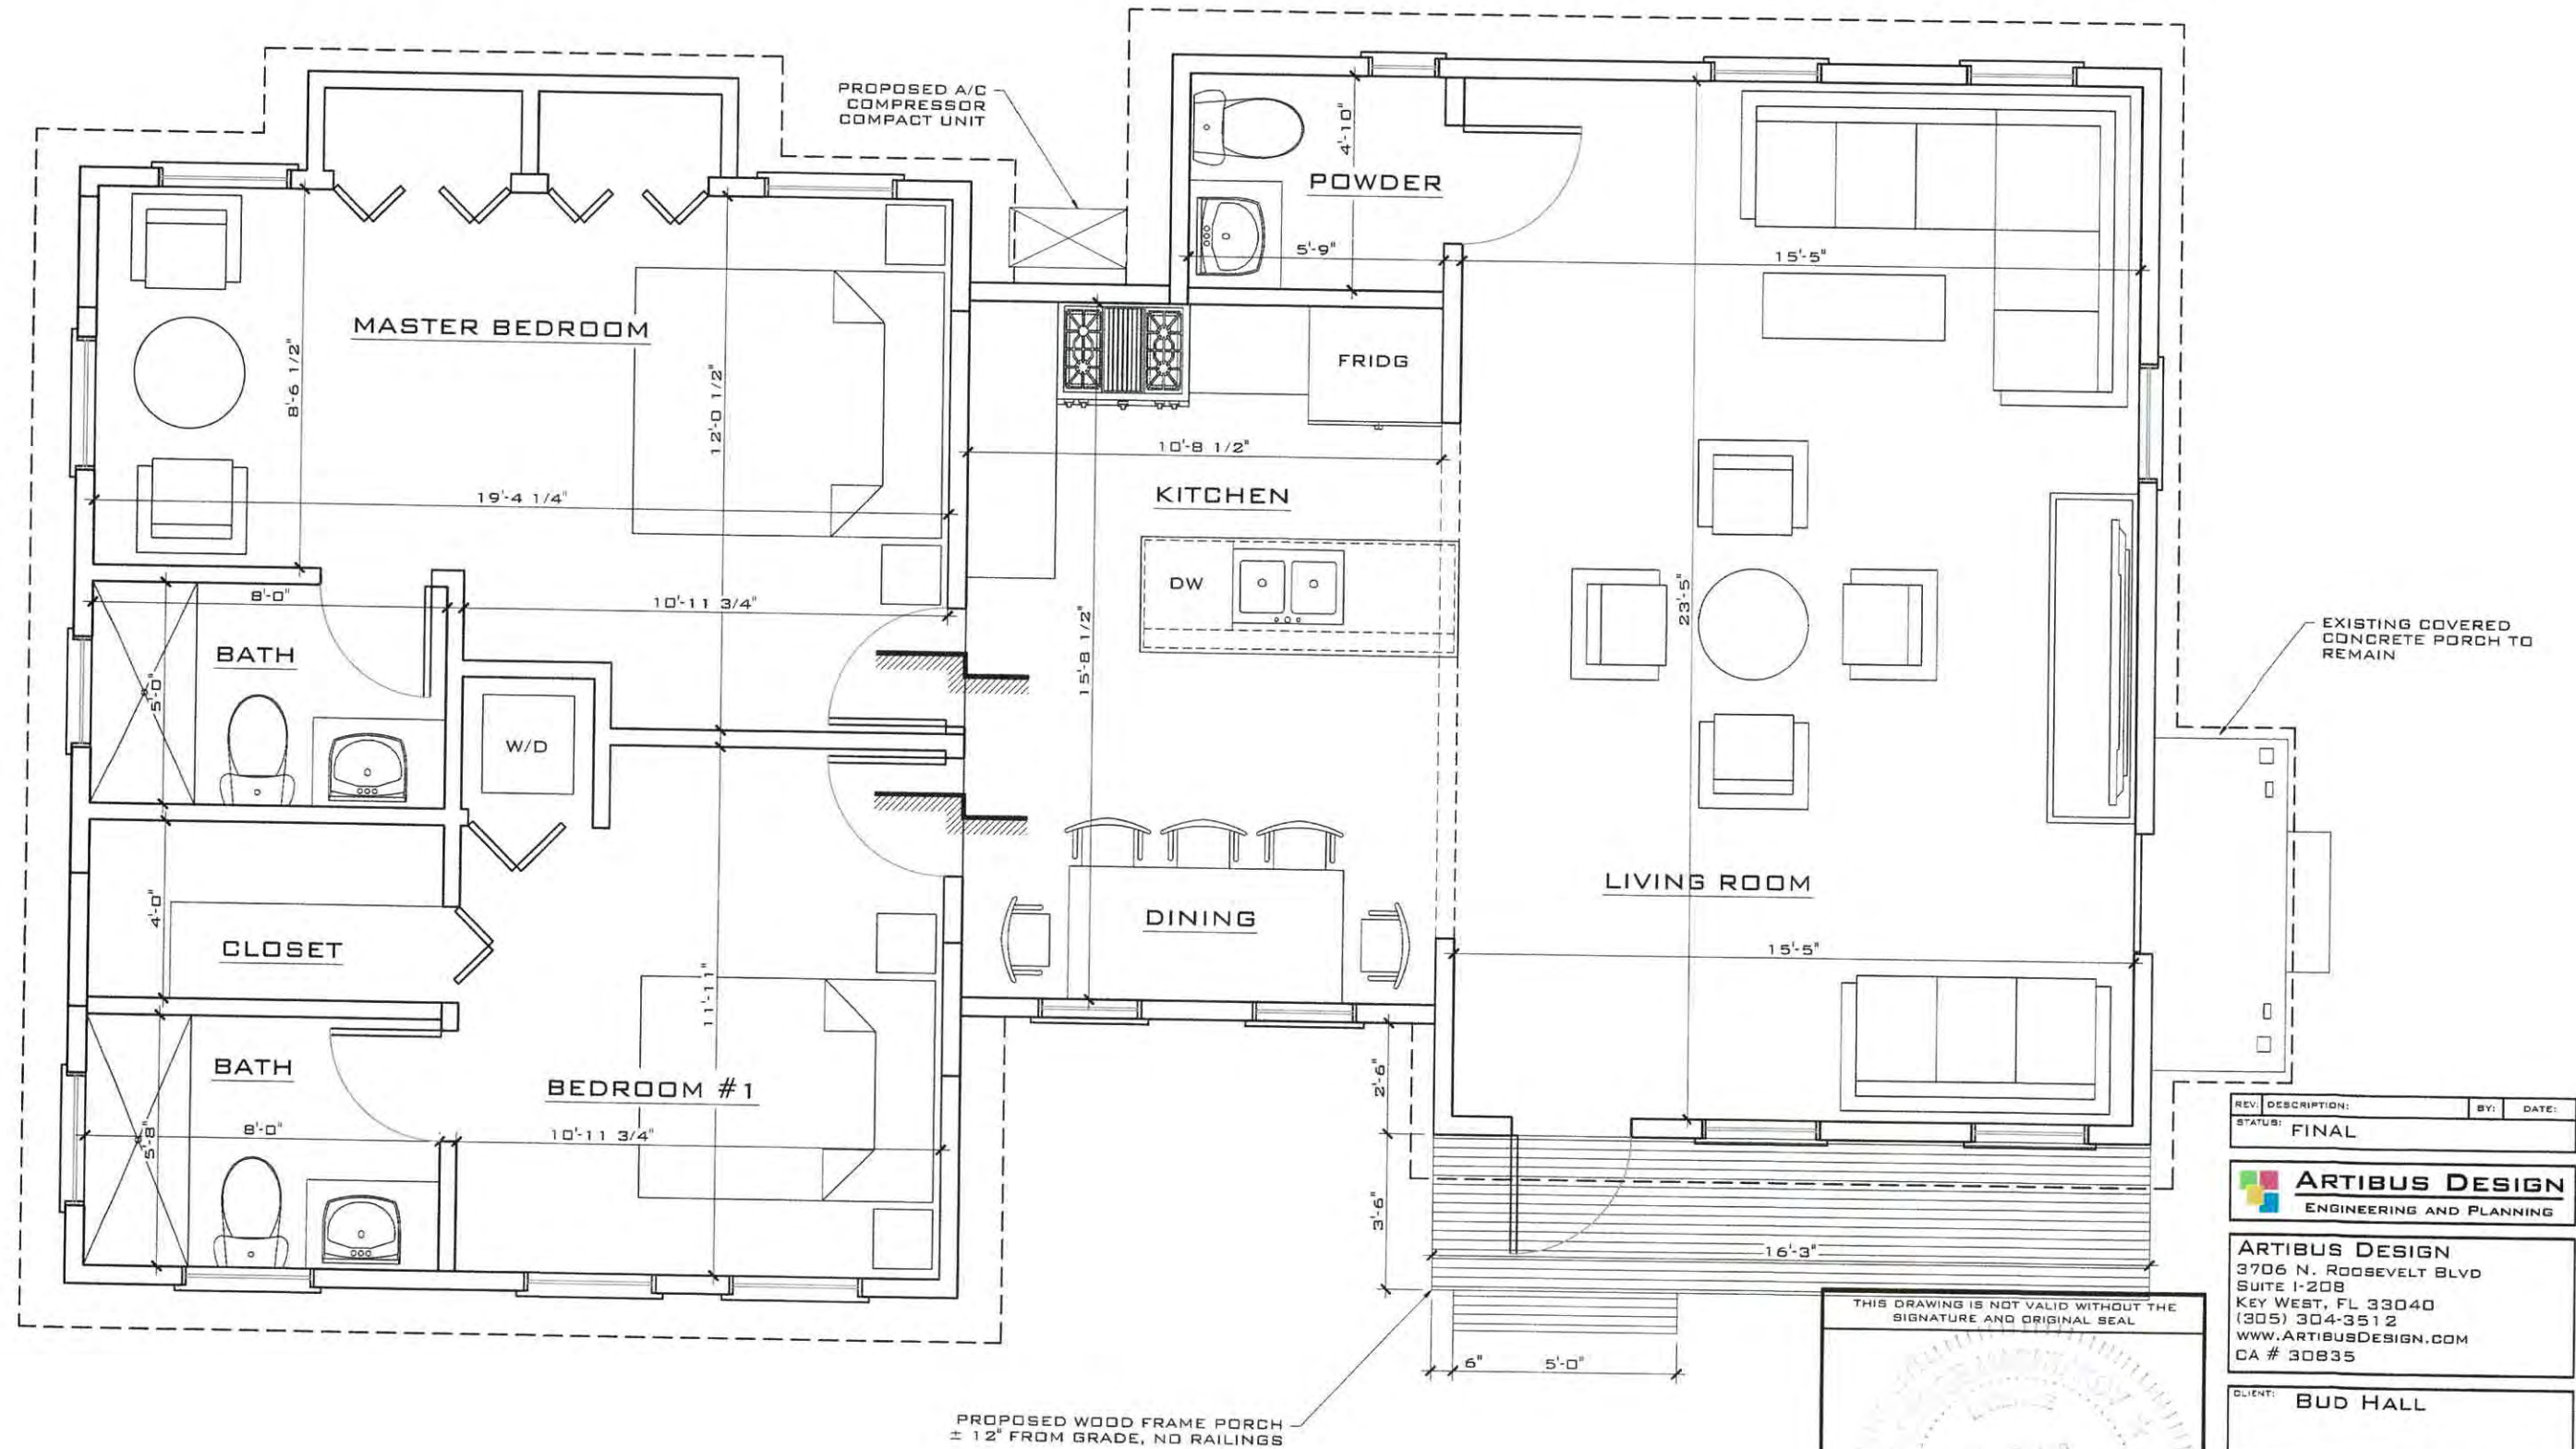 PROPOSED A/C
COMPRESSOR
COMPACT UNIT
4'-10"
POWDER
5'-9"
15'-5"
MASTER BEDROOM
8'-6 1/2"
12'-0 1/2"
FRIDG
10'-8 1/2"
KITCHEN
19'-4 1/4"
DW
23'-5"
8'-0"
10'-11 3/4"
15'-8 1/2"
BATH
5'-0"
W/D
EXISTING COVERED
CONCRETE PORCH TO
REMAIN
LIVING ROOM
4'-0"
CLOSET
DINING
15'-5"
11'-11"
BATH
BEDROOM #1
2'-6"
8'-0"
10'-11 3/4"
5'-8"
3'-6"
16'-3"
6"
5'-0"
PROPOSED WOOD FRAME PORCH
± 12" FROM GRADE, NO RAILINGS
THIS DRAWING IS NOT VALID WITHOUT THE
SIGNATURE AND ORIGINAL SEAL
REV: DESCRIPTION: BY: DATE:
STATUS: FINAL
ARTIBUS DESIGN
ENGINEERING AND PLANNING
ARTIBUS DESIGN
3706 N. ROOSEVELT BLVD
SUITE I-208
KEY WEST, FL 33040
(305) 304-3512
WWW.ARTIBUSDESIGN.COM
CA # 30835
CLIENT: BUD HALL